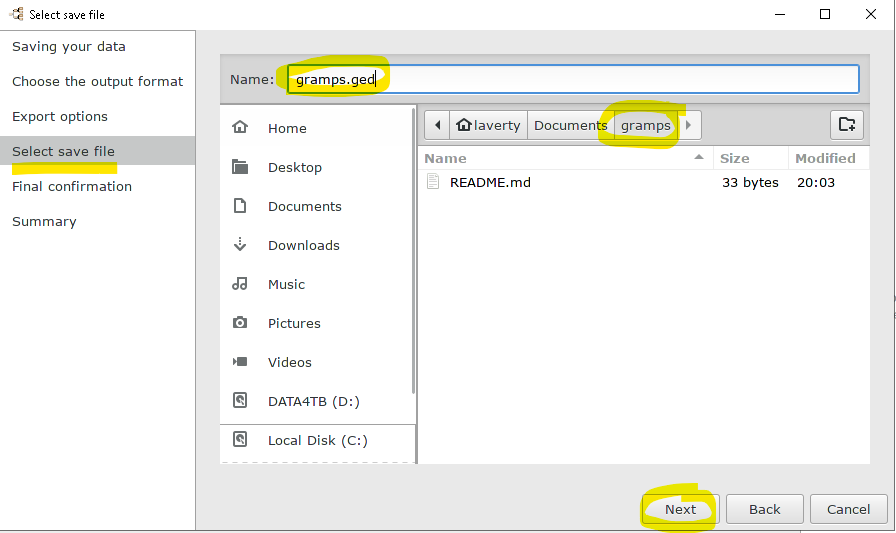 Select save file
Saving your data
Choose the output format
Export options
Select save file
Final confirmation
Summary
Name: gramps.ged
Home
Desktop
Documents
Downloads
Music
Pictures
Videos
DATA4TB (D:)
Local Disk (C:)
laverty Documents gramps
Name Size Modified
README.md 33 bytes 20:03
Next Back Cancel